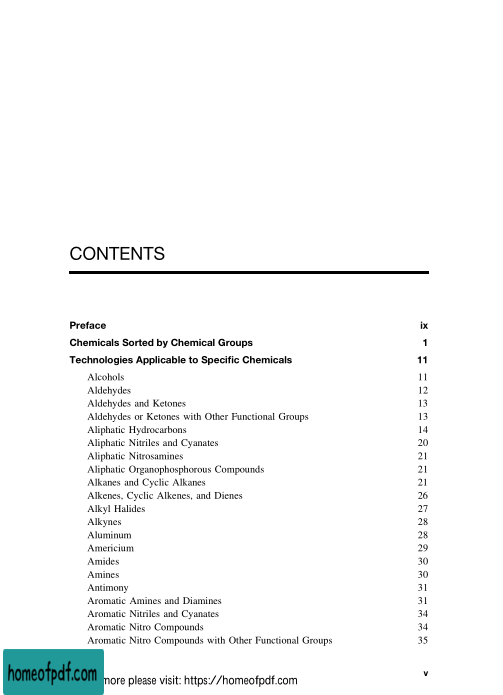 CONTENTS
Preface ix
Chemicals Sorted by Chemical Groups 1
Technologies Applicable to Specific Chemicals 11
Alcohols 11
Aldehydes 12
Aldehydes and Ketones 13
Aldehydes or Ketones with Other Functional Groups 13
Aliphatic Hydrocarbons 14
Aliphatic Nitriles and Cyanates 20
Aliphatic Nitrosamines 21
Aliphatic Organophosphorous Compounds 21
Alkanes and Cyclic Alkanes 21
Alkenes, Cyclic Alkenes, and Dienes 26
Alkyl Halides 27
Alkynes 28
Aluminum 28
Americium 29
Amides 30
Amines 30
Antimony 31
Aromatic Amines and Diamines 31
Aromatic Nitriles and Cyanates 34
Aromatic Nitro Compounds 34
Aromatic Nitro Compounds with Other Functional Groups 35
v
homeofpdf.com more please visit: https://homeofpdf.com